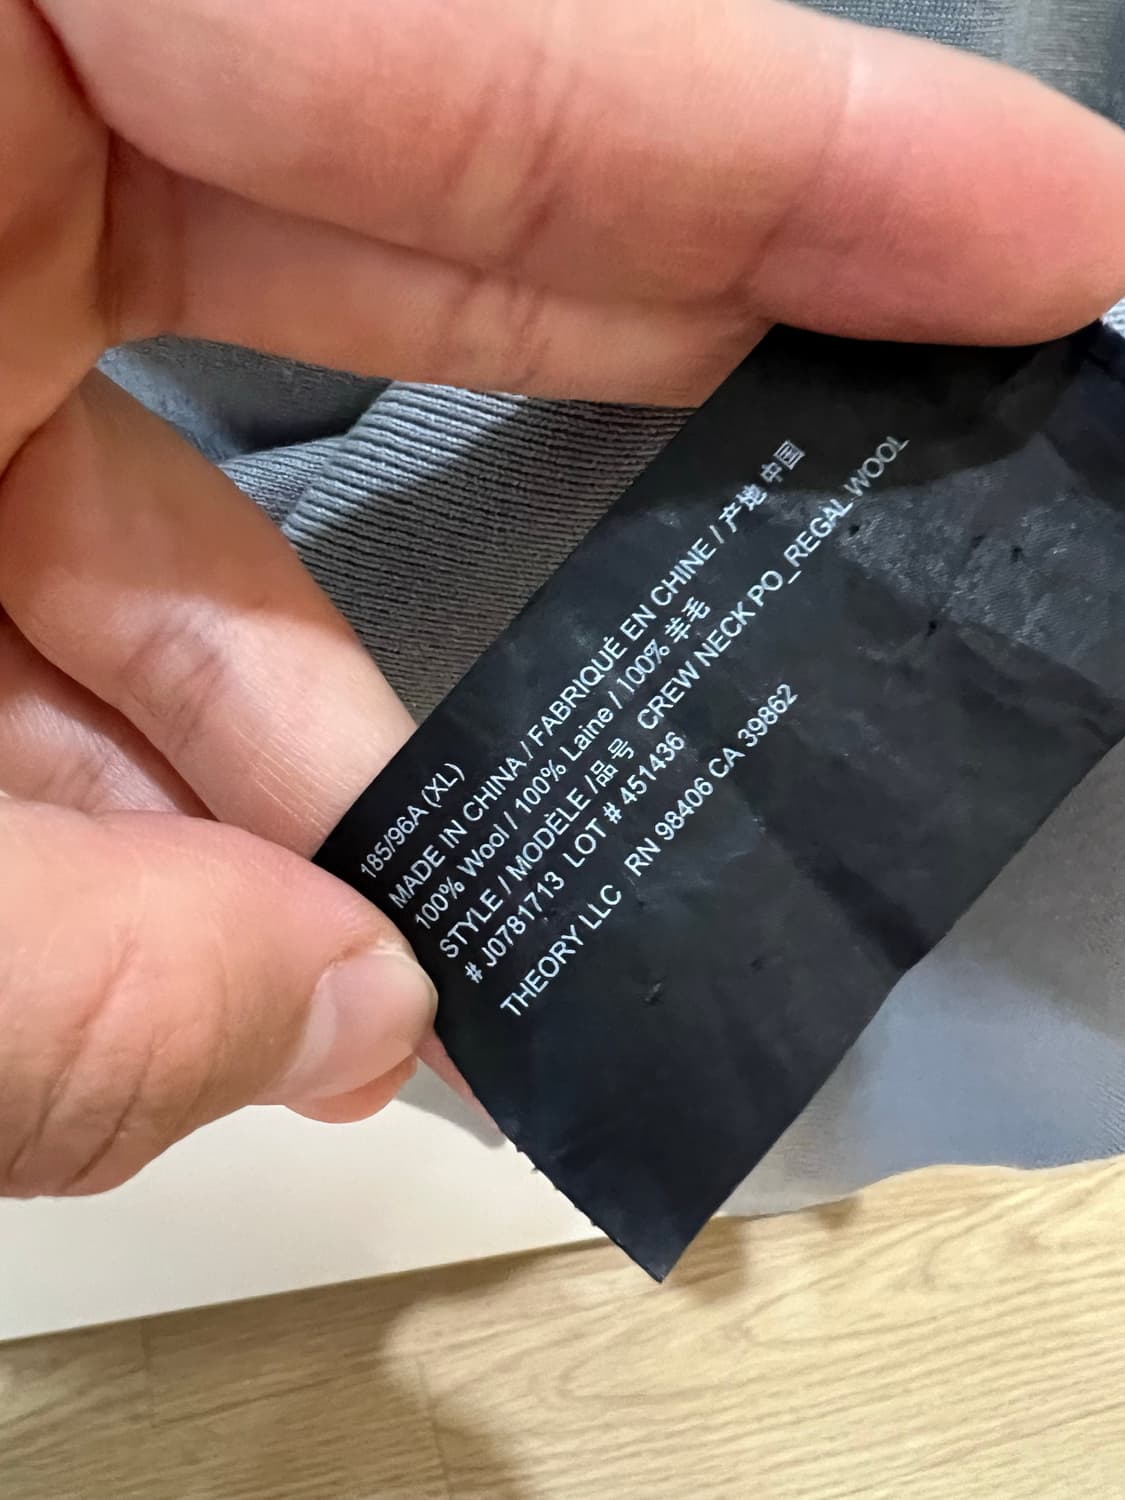 185/96A (XL)
MADE IN CHINA / FABRIQUÉ EN CHINE / 产地 中国
100% Wool / 100% Laine / 100% 羊毛
STYLE / MODÈLE /品号 CREW NECK PO_REGAL WOOL
# J0781713 LOT # 451436
THEORY LLC RN 98406 CA 39862